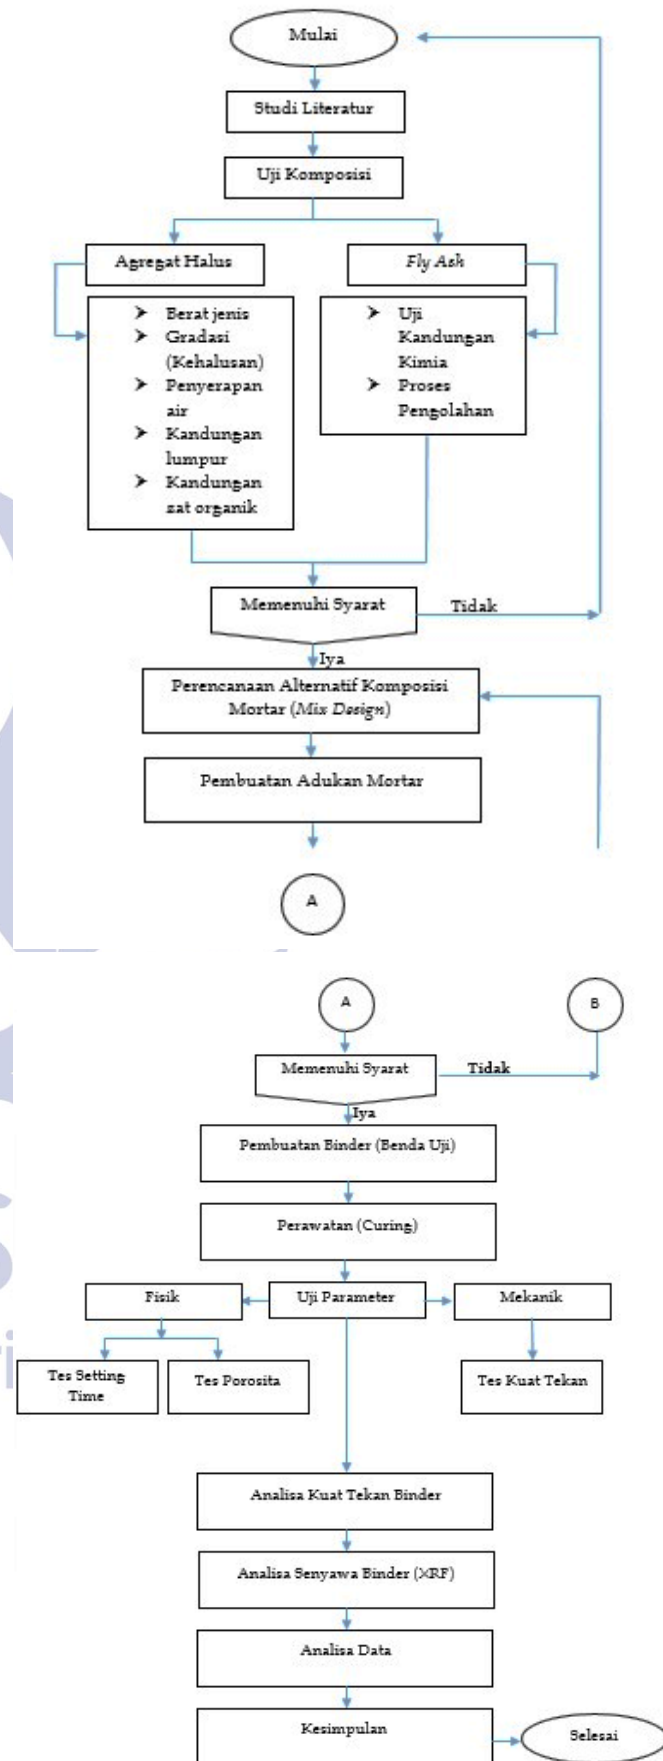 Mulai
Studi Literatur
Uji Komposisi
Agregat Halus
Fly Ash
➤ Berat jenis
➤ Gradasi
(Kehalusan)
➤ Penyerapan
air
➤ Kandungan
lumpur
➤ Kandungan
zat organik
➤ Uji
Kandungan
Kimia
➤ Proses
Pengolahan
Memenuhi Syarat
Tidak
Iya
Perencanaan Alternatif Komposisi
Mortar (Mix Design)
Pembuatan Adukan Mortar
A
A
B
Memenuhi Syarat
Tidak
Iya
Pembuatan Binder (Benda Uji)
Perawatan (Curing)
Fisik
Uji Parameter
Mekanik
Tes Setting
Time
Tes Porosita
Tes Kuat Tekan
Analisa Kuat Tekan Binder
Analisa Senyawa Binder (XRF)
Analisa Data
Kesimpulan
Selesai